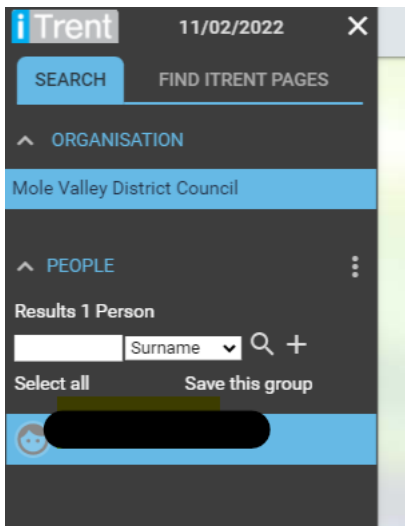 iTrent 11/02/2022 ×
SEARCH FIND ITRENT PAGES
ORGANISATION
Mole Valley District Council
PEOPLE
Results 1 Person
Surname
Select all Save this group